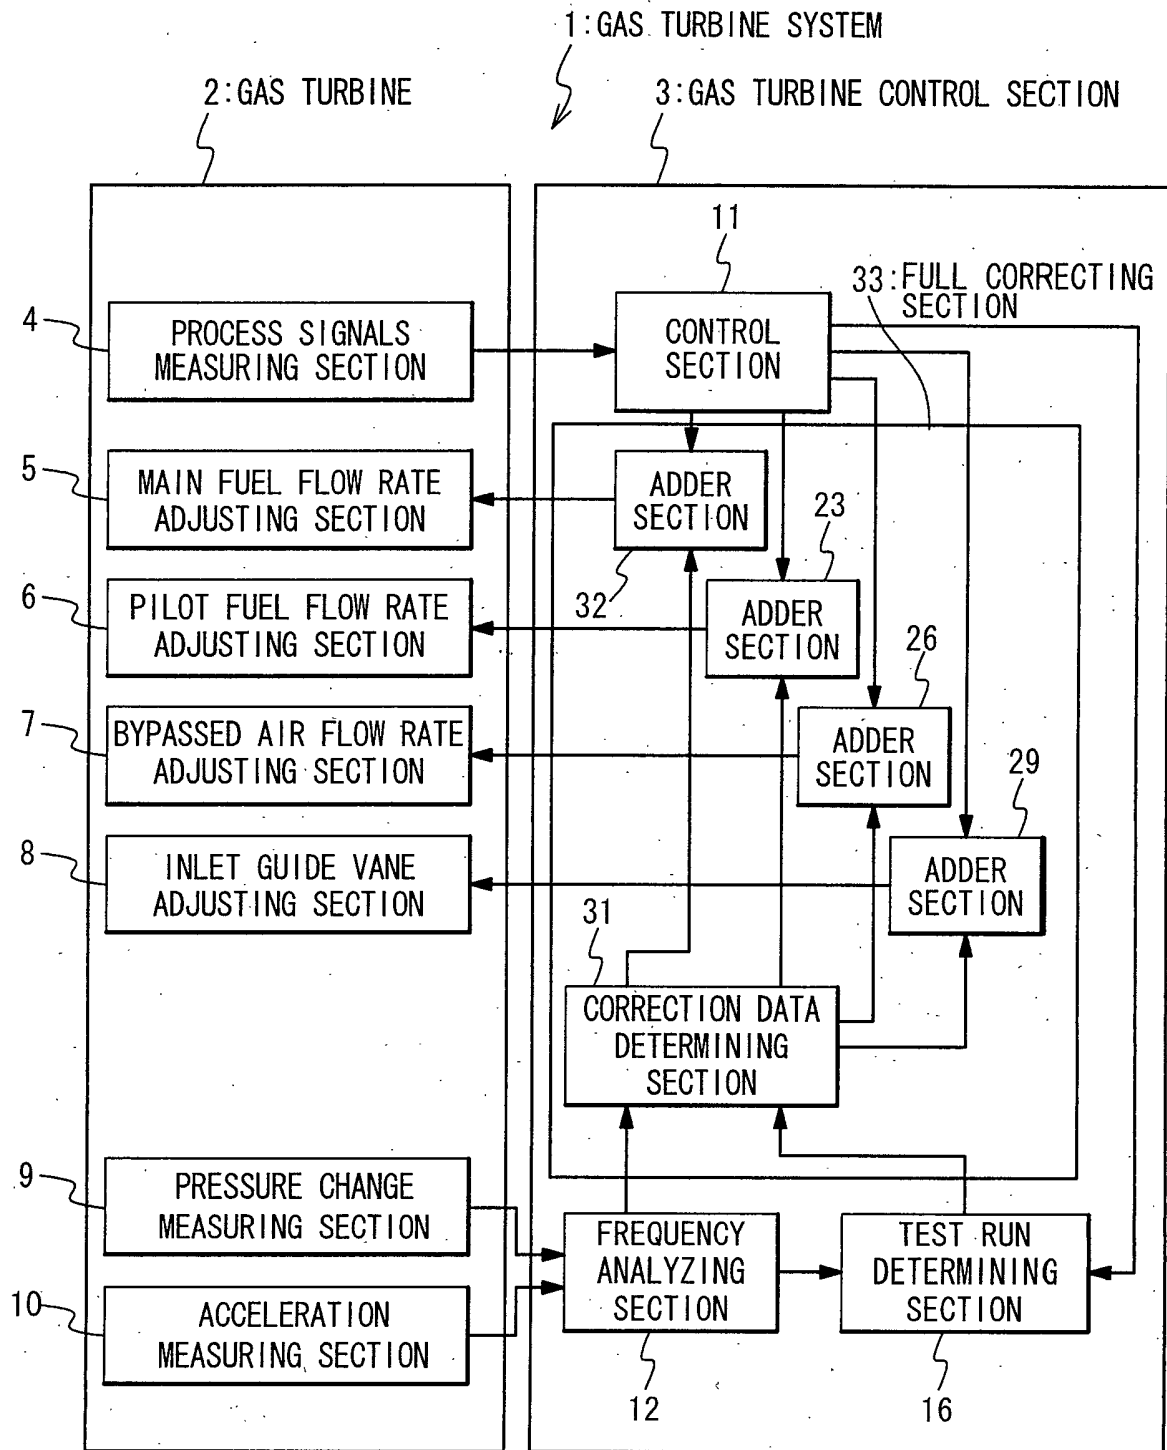 1:GAS TURBINE SYSTEM
2:GAS TURBINE
3:GAS TURBINE CONTROL SECTION
11
33:FULL CORRECTING
SECTION
4
PROCESS SIGNALS
MEASURING SECTION
CONTROL
SECTION
5
MAIN FUEL FLOW RATE
ADJUSTING SECTION
ADDER
SECTION
32
23
6
PILOT FUEL FLOW RATE
ADJUSTING SECTION
ADDER
SECTION
26
7
BYPASSED AIR FLOW RATE
ADJUSTING SECTION
ADDER
SECTION
29
8
INLET GUIDE VANE
ADJUSTING SECTION
ADDER
SECTION
31
CORRECTION DATA
DETERMINING
SECTION
9
PRESSURE CHANGE
MEASURING SECTION
FREQUENCY
ANALYZING
SECTION
TEST RUN
DETERMINING
SECTION
10
ACCELERATION
MEASURING SECTION
12
16